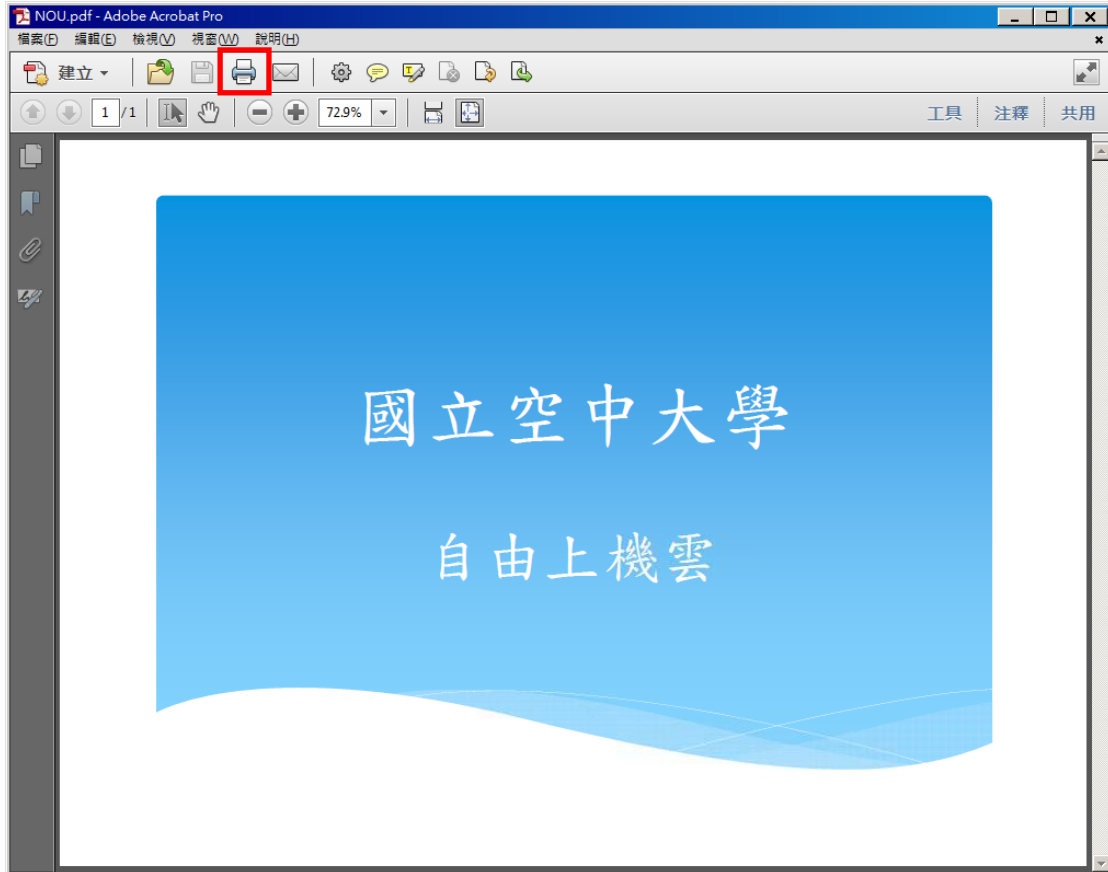 NOU.pdf - Adobe Acrobat Pro
檔案(F) 編輯(E) 檢視(V) 視窗(W) 說明(H)
建立
1 /1 72.9% 工具 注釋 共用
國立空中大學
自由上機雲